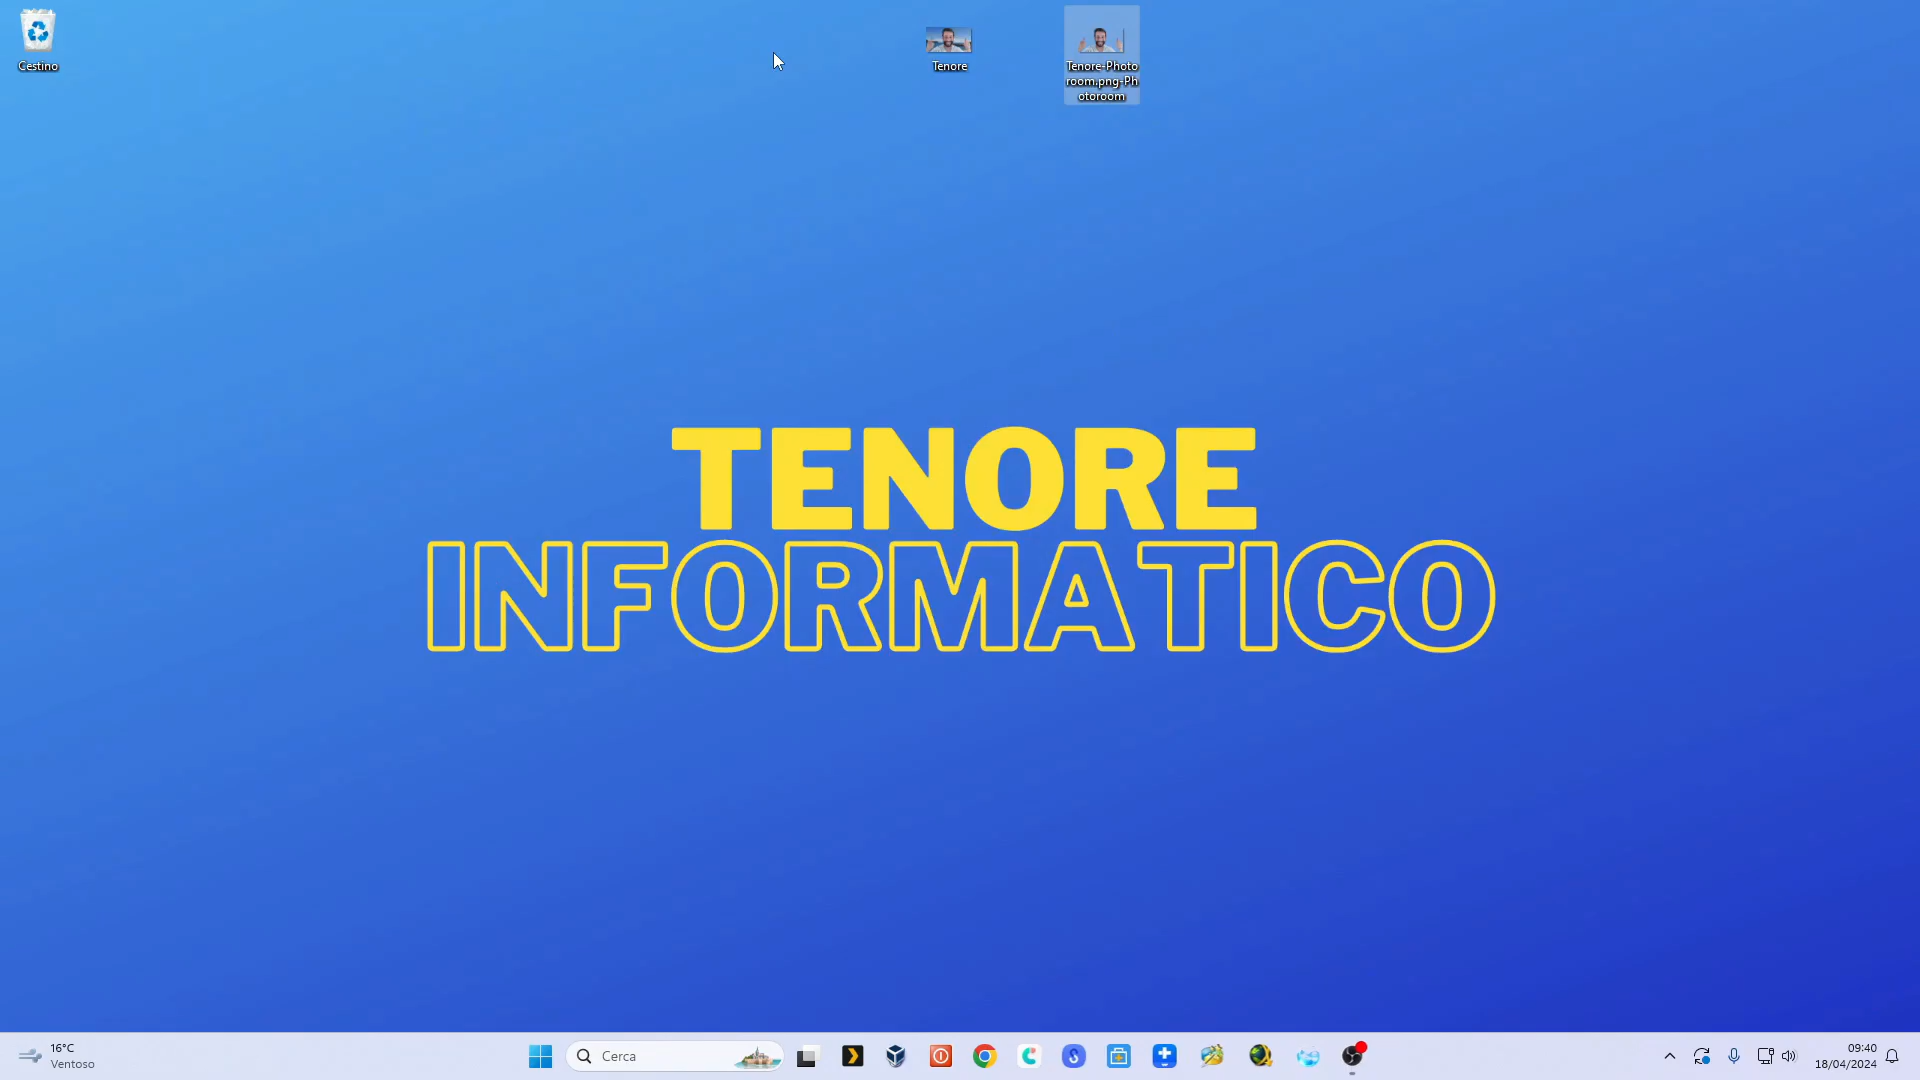 Cestino
Tenore
Tenore-Photo
room.png-Ph
otoroom
TENORE
INFORMATICO
16°C
Ventoso
Cerca
09:40
18/04/2024